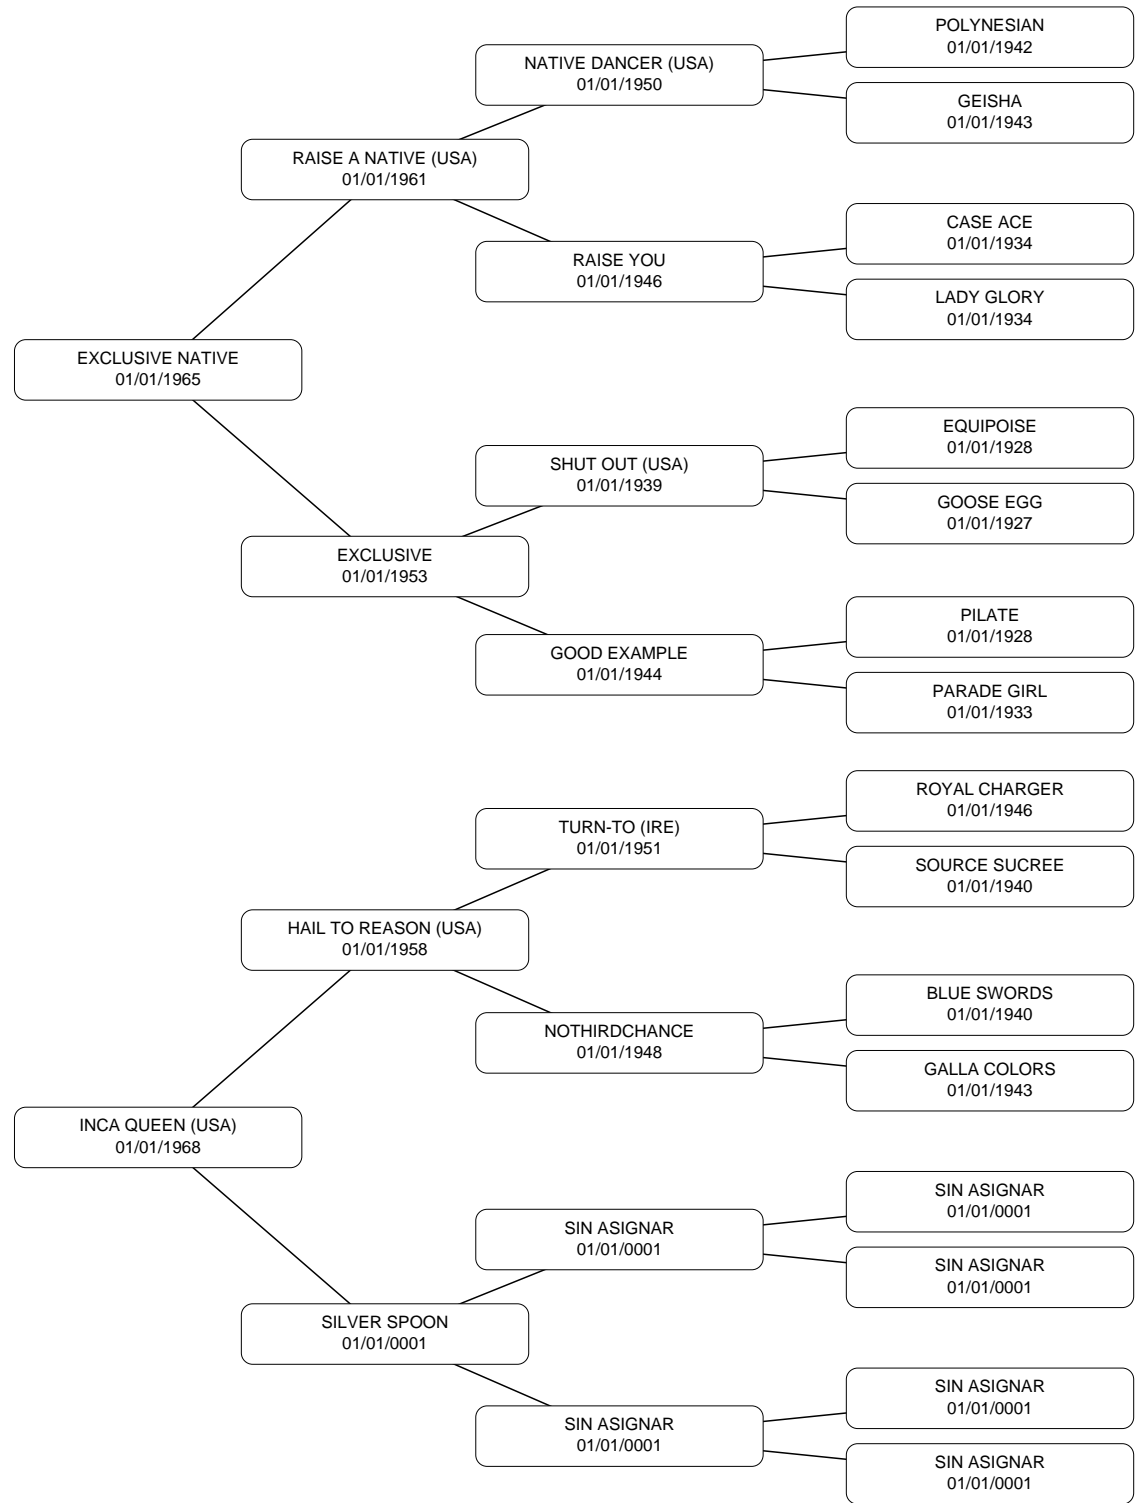 POLYNESIAN
01/01/1942
NATIVE DANCER (USA)
01/01/1950
GEISHA
01/01/1943
RAISE A NATIVE (USA)
01/01/1961
CASE ACE
01/01/1934
RAISE YOU
01/01/1946
LADY GLORY
01/01/1934
EXCLUSIVE NATIVE
01/01/1965
EQUIPOISE
01/01/1928
SHUT OUT (USA)
01/01/1939
GOOSE EGG
01/01/1927
EXCLUSIVE
01/01/1953
PILATE
01/01/1928
GOOD EXAMPLE
01/01/1944
PARADE GIRL
01/01/1933
ROYAL CHARGER
01/01/1946
TURN-TO (IRE)
01/01/1951
SOURCE SUCREE
01/01/1940
HAIL TO REASON (USA)
01/01/1958
BLUE SWORDS
01/01/1940
NOTHIRDCHANCE
01/01/1948
GALLA COLORS
01/01/1943
INCA QUEEN (USA)
01/01/1968
SIN ASIGNAR
01/01/0001
SIN ASIGNAR
01/01/0001
SIN ASIGNAR
01/01/0001
SILVER SPOON
01/01/0001
SIN ASIGNAR
01/01/0001
SIN ASIGNAR
01/01/0001
SIN ASIGNAR
01/01/0001